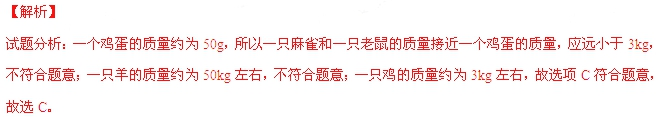 【解析】
试题分析：一个鸡蛋的质量约为 50g，所以一只麻雀和一只老鼠的质量接近一个鸡蛋的质量，应远小于 3kg，
不符合题意；一只羊的质量约为 50kg 左右，不符合题意；一只鸡的质量约为 3kg 左右，故选项 C 符合题意，
故选 C。